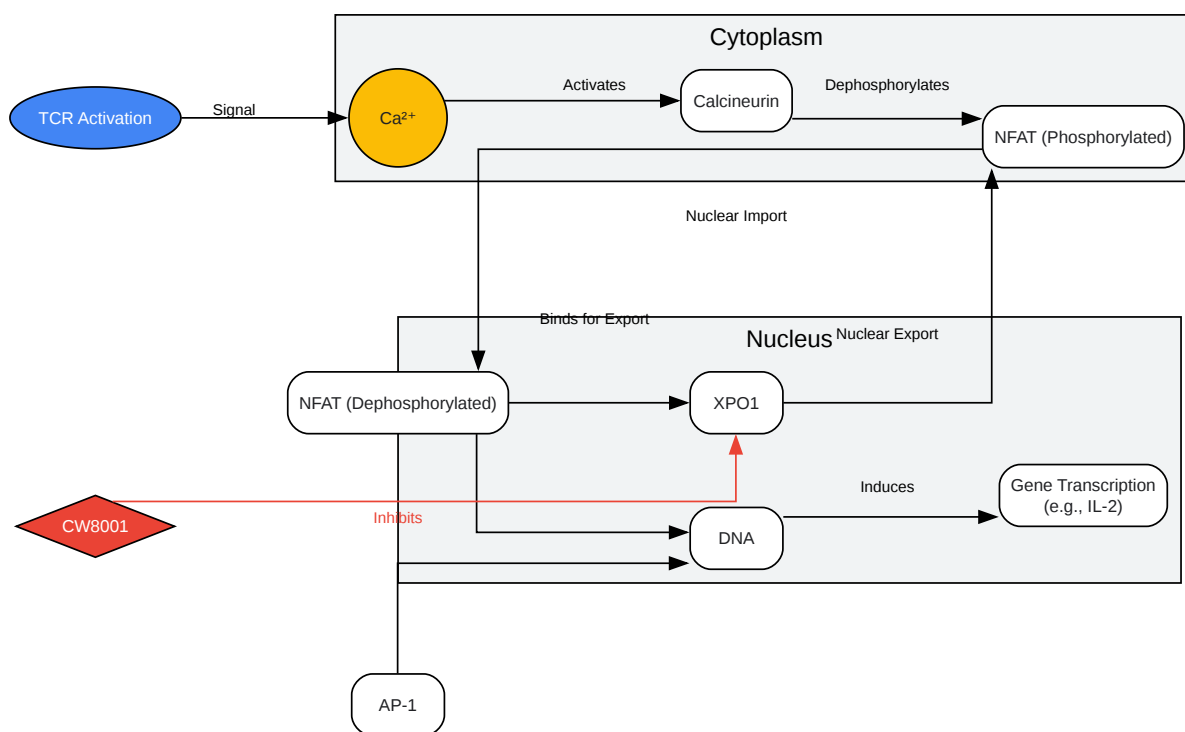 Cytoplasm
TCR Activation
Signal
Ca²⁺
Activates
Calcineurin
Dephosphorylates
NFAT (Phosphorylated)
Nuclear Import
Binds for Export
Nucleus
Nuclear Export
NFAT (Dephosphorylated)
XPO1
CW8001
Inhibits
DNA
Induces
Gene Transcription
(e.g., IL-2)
AP-1